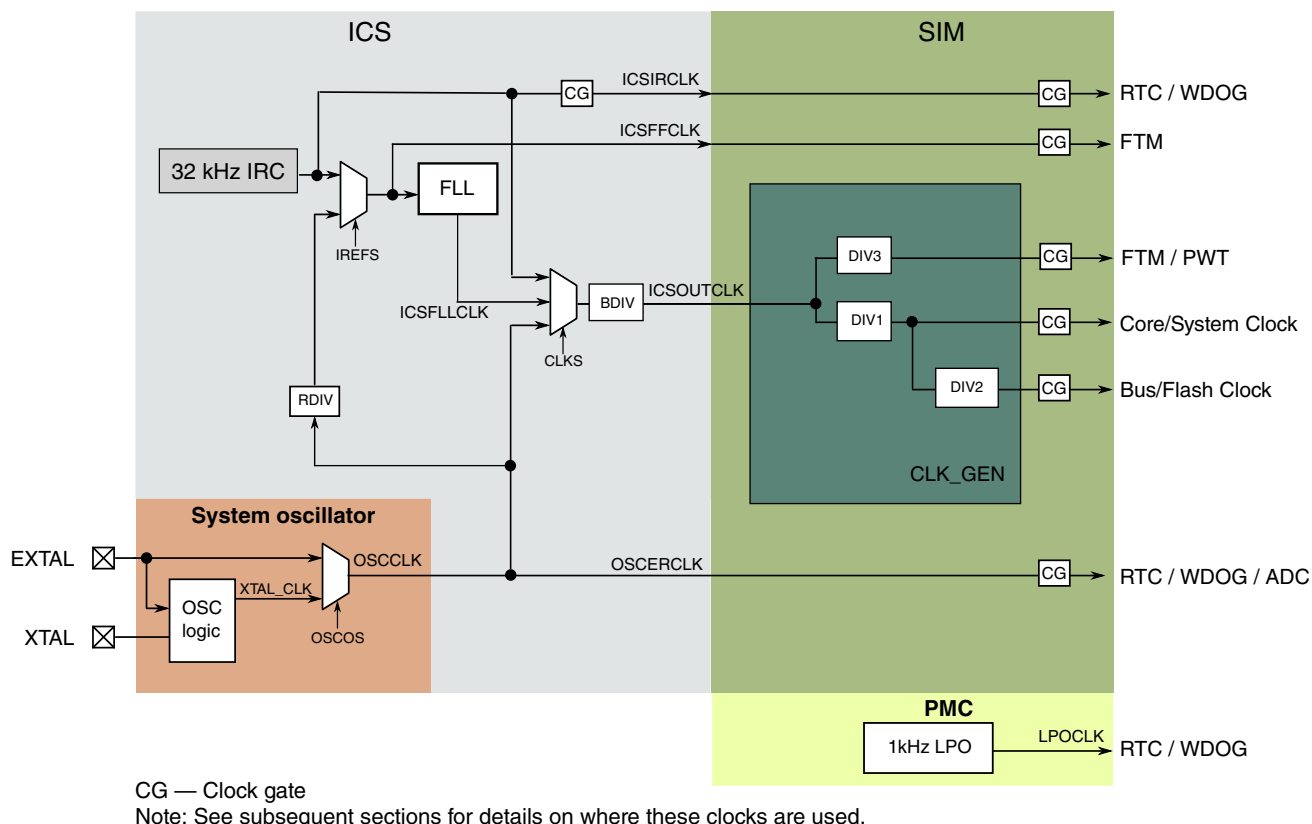 ICS
SIM
ICSIRCLK
CG
CG
RTC / WDOG
ICSFFCLK
CG
FTM
32 kHz IRC
FLL
IREFS
DIV3
CG
FTM / PWT
ICSFLLCLK
BDIV
ICSOUTCLK
DIV1
CG
Core/System Clock
CLKS
RDIV
DIV2
CG
Bus/Flash Clock
CLK_GEN
System oscillator
EXTAL
OSCCLK
OSCERCLK
CG
RTC / WDOG / ADC
XTAL_CLK
OSC
logic
XTAL
OSCOS
PMC
1kHz LPO
LPOCLK
RTC / WDOG
CG — Clock gate
Note: See subsequent sections for details on where these clocks are used.